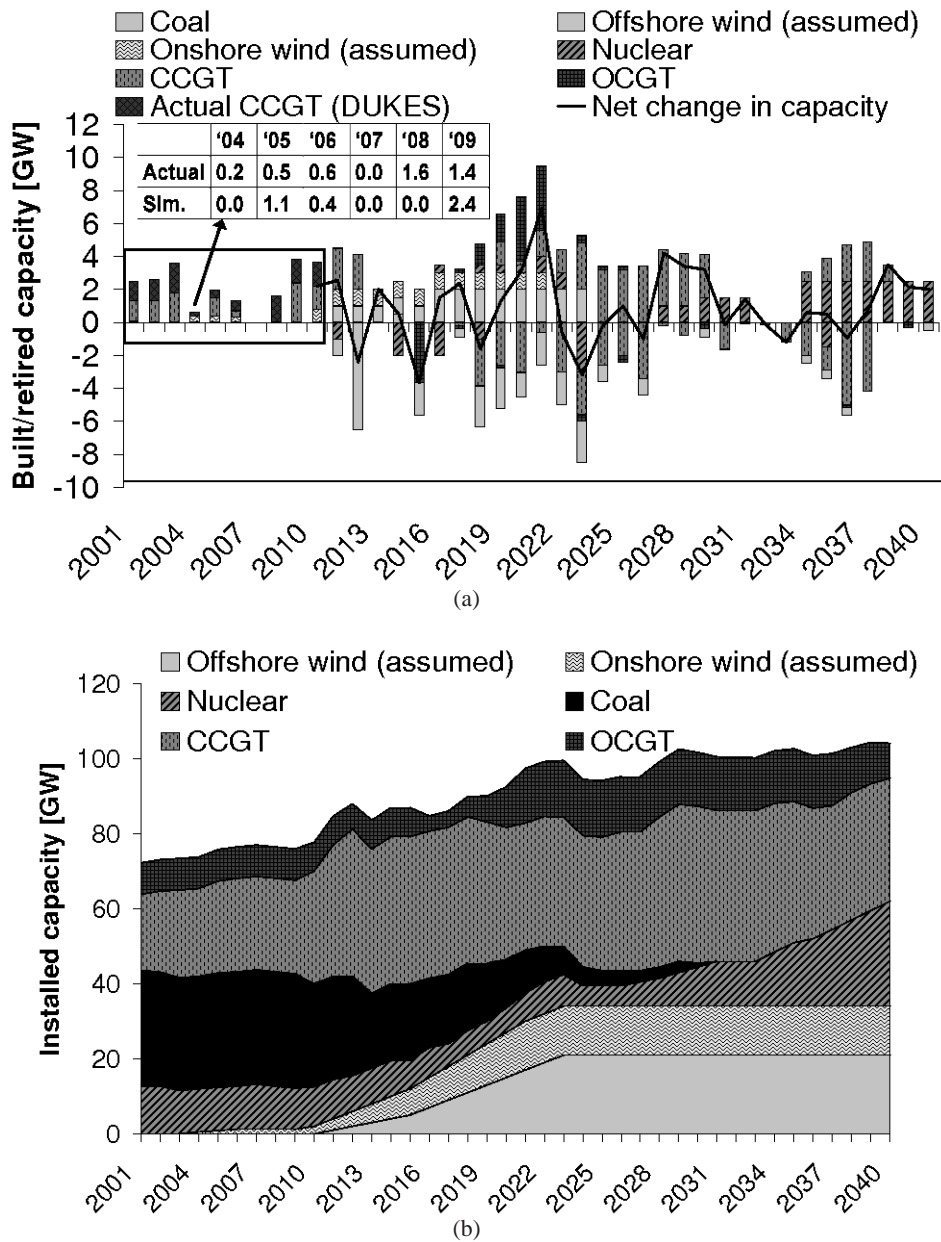 Coal
Offshore wind (assumed)
Onshore wind (assumed)
Nuclear
CCGT
OCGT
Actual CCGT (DUKES)
Net change in capacity
Built/retired capacity [GW]
12
10
8
6
4
2
0
-2
-4
-6
-8
-10
'04 '05 '06 '07 '08 '09
Actual 0.2 0.5 0.6 0.0 1.6 1.4
Sim. 0.0 1.1 0.4 0.0 0.0 2.4
2001 2004 2007 2010 2013 2016 2019 2022 2025 2028 2031 2034 2037 2040
(a)
Offshore wind (assumed)
Onshore wind (assumed)
Nuclear
Coal
CCGT
OCGT
Installed capacity [GW]
120
100
80
60
40
20
0
2001 2004 2007 2010 2013 2016 2019 2022 2025 2028 2031 2034 2037 2040
(b)